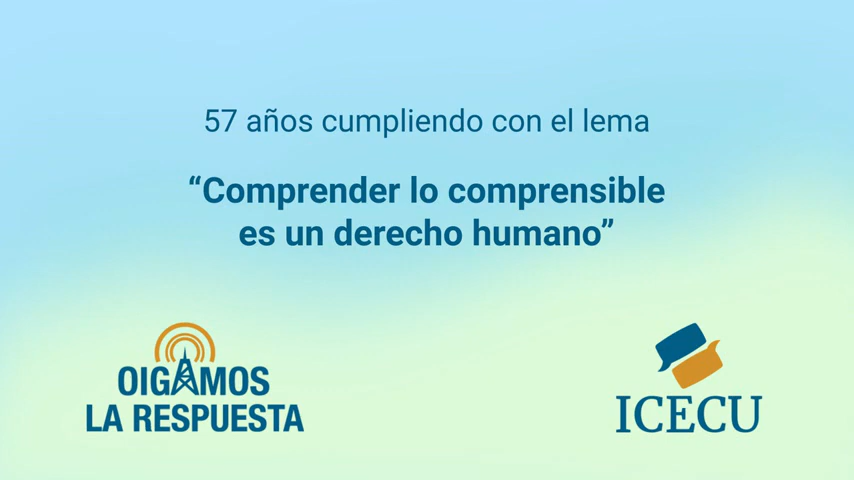 57 años cumpliendo con el lema
“Comprender lo comprensible
es un derecho humano”
OIGAMOS
LA RESPUESTA
ICECU